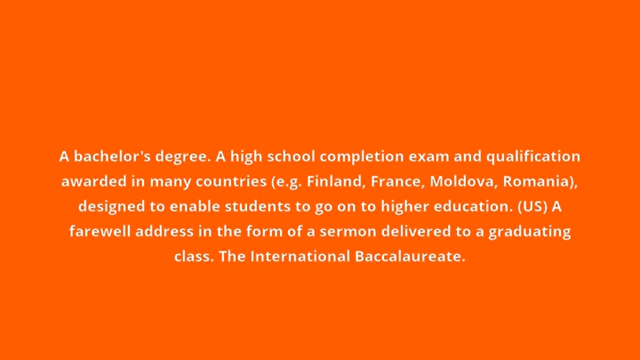 A bachelor's degree. A high school completion exam and qualification
awarded in many countries (e.g. Finland, France, Moldova, Romania),
designed to enable students to go on to higher education. (US) A
farewell address in the form of a sermon delivered to a graduating
class. The International Baccalaureate.